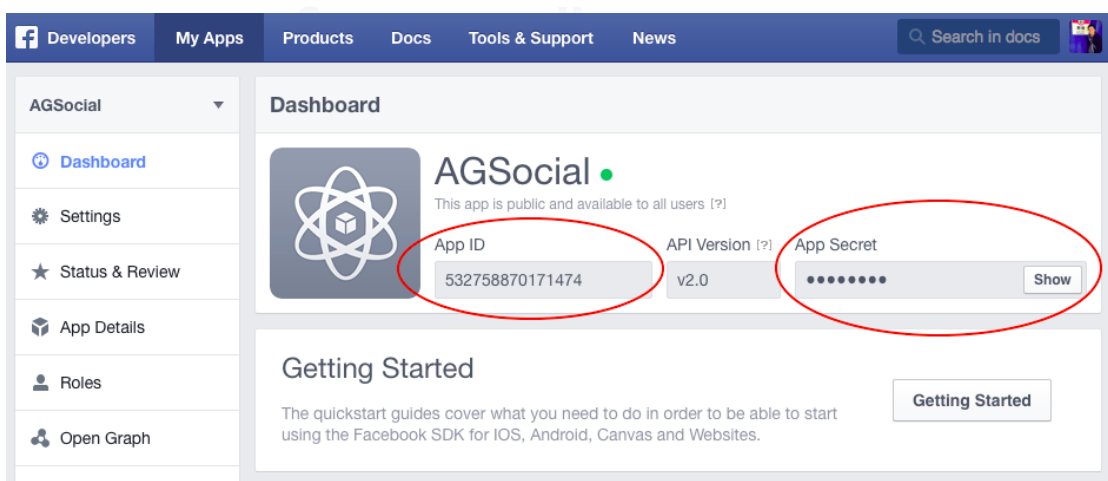 Developers My Apps Products Docs Tools & Support News Search in docs
AGSocial
Dashboard
Settings
Status & Review
App Details
Roles
Open Graph
Dashboard
AGSocial
This app is public and available to all users [?]
App ID API Version [?] App Secret
532758870171474 v2.0 •••••••• Show
Getting Started
The quickstart guides cover what you need to do in order to be able to start
using the Facebook SDK for IOS, Android, Canvas and Websites.
Getting Started